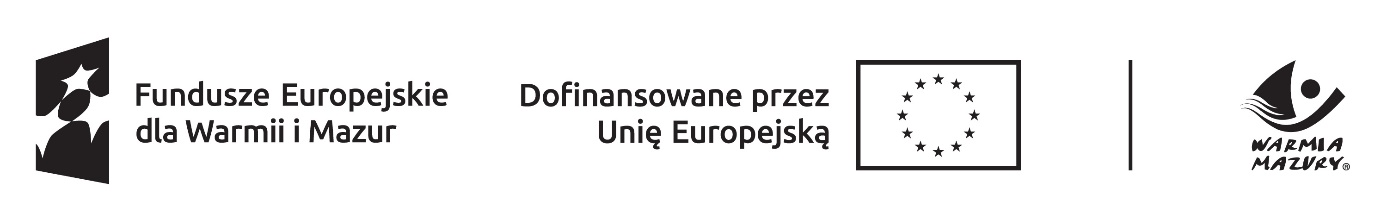 Fundusze Europejskie
dla Warmii i Mazur
Dofinansowane przez
Unię Europejską
WARMIA
MAZURY®